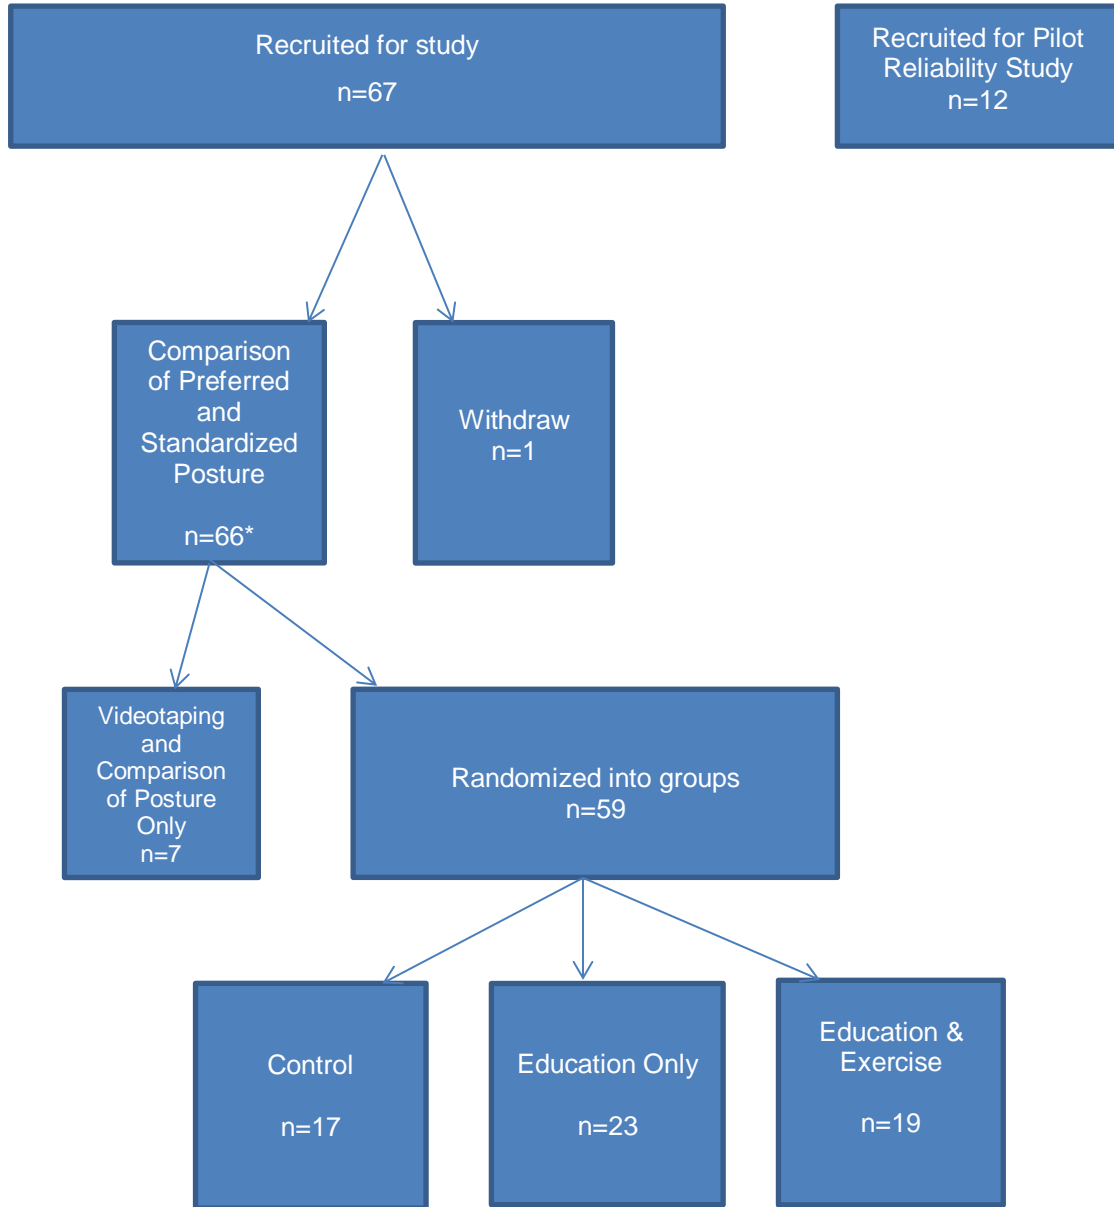 Recruited for study
n=67
Recruited for Pilot
Reliability Study
n=12
Comparison
of Preferred
and
Standardized
Posture
n=66*
Withdraw
n=1
Videotaping
and
Comparison
of Posture
Only
n=7
Randomized into groups
n=59
Control
n=17
Education Only
n=23
Education &
Exercise
n=19